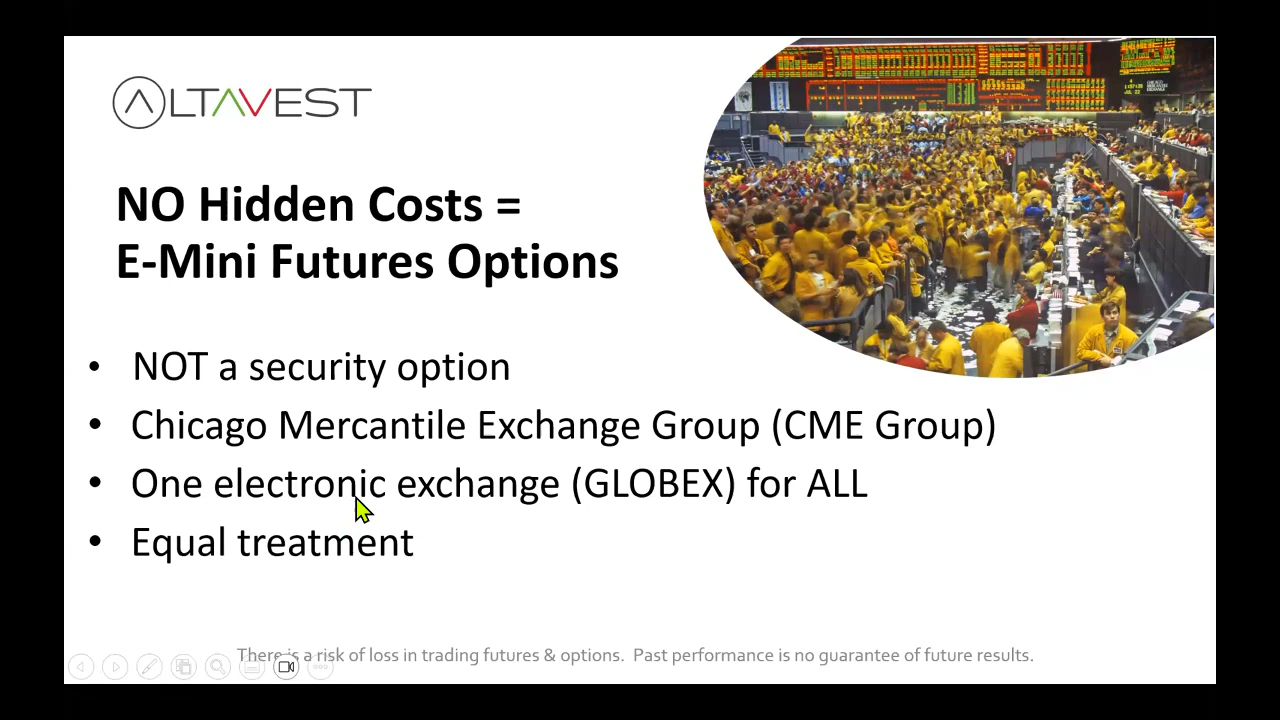 ALTAVEST
NO Hidden Costs =
E-Mini Futures Options
• NOT a security option
• Chicago Mercantile Exchange Group (CME Group)
• One electronic exchange (GLOBEX) for ALL
• Equal treatment
There is a risk of loss in trading futures & options. Past performance is no guarantee of future results.